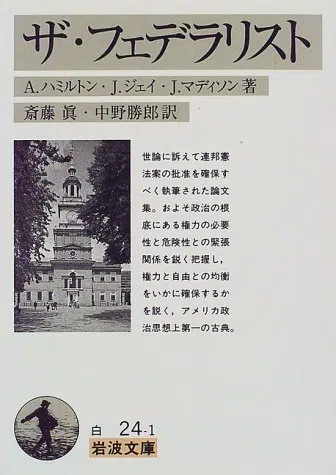 ザ・フェデラリスト
A.ハミルトン・J.ジェイ・J.マディソン著
斎藤 眞・中野勝郎訳
世論に訴えて連邦憲
法案の批准を確保す
べく執筆された論文
集。およそ政治の根
底にある権力の必要
性と危険性との緊張
関係を鋭く把握し，
権力と自由との均衡
をいかに確保するか
を説く，アメリカ政
治思想上第一の古典。
白 24-1
岩波文庫